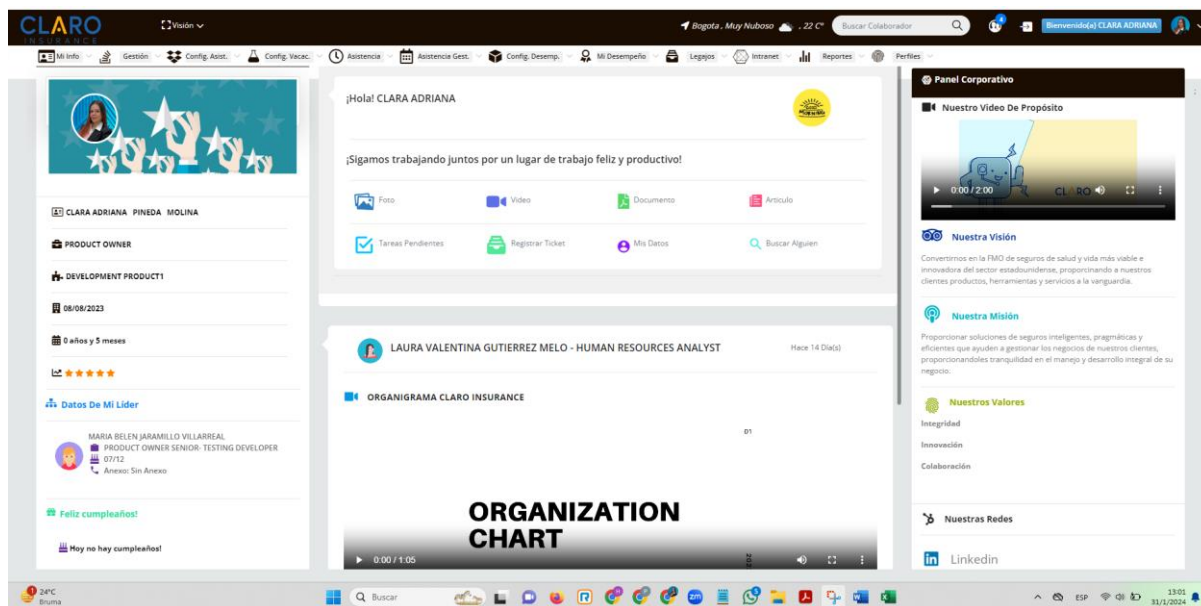 CLARO
INSURANCE
Visión
Bogota , Muy Nuboso , 22 C°
Buscar Colaborador
4
Bienvenido(a) CLARA ADRIANA
Mi Info
Gestión
Config. Asist.
Config. Vacac.
Asistencia
Asistencia Gest.
Config. Desemp.
Mi Desempeño
Legajos
Intranet
Reportes
Perfiles
CLARA ADRIANA PINEDA MOLINA
PRODUCT OWNER
DEVELOPMENT PRODUCT1
08/08/2023
0 años y 5 meses
Datos De Mi Líder
MARIA BELEN JARAMILLO VILLARREAL
PRODUCT OWNER SENIOR- TESTING DEVELOPER
07/12
Anexo: Sin Anexo
Feliz cumpleaños!
Hoy no hay cumpleaños!
¡Hola! CLARA ADRIANA
¡Sigamos trabajando juntos por un lugar de trabajo feliz y productivo!
Foto
Video
Documento
Articulo
Tareas Pendientes
Registrar Ticket
Mis Datos
Buscar Alguien
LAURA VALENTINA GUTIERREZ MELO - HUMAN RESOURCES ANALYST
Hace 14 Día(s)
ORGANIGRAMA CLARO INSURANCE
01
ORGANIZATION
CHART
0:00 / 1:05
Panel Corporativo
Nuestro Video De Propósito
CLARO
0:00 / 2:00
Nuestra Visión
Convertirnos en la FMO de seguros de salud y vida más viable e
innovadora del sector estadounidense, proporcinando a nuestros
clientes productos, herramientas y servicios a la vanguardia.
Nuestra Misión
Proporcionar soluciones de seguros inteligentes, pragmáticas y
eficientes que ayuden a gestionar los negocios de nuestros clientes,
proporcionandoles tranquilidad en el manejo y desarrollo integral de su
negocio.
Nuestros Valores
Integridad
Innovación
Colaboración
Nuestras Redes
Linkedin
1
24°C
Bruma
Buscar
ESP
13:01
31/1/2024